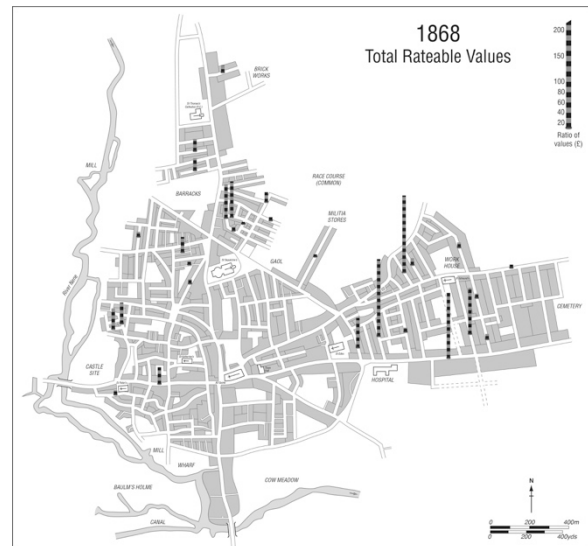 1868
Total Rateable Values
200
150
100
80
60
40
20
Ratio of
values (£)
BRICK
WORKS
MILL
RACE COURSE
(COMMON)
BARRACKS
MILITIA
STORES
GAOL
WORK
HOUSE
CEMETERY
CASTLE
SITE
HOSPITAL
MILL
WHARF
BAULM'S HOLME
COW MEADOW
CANAL
N
0 200 400m
0 200 400yds